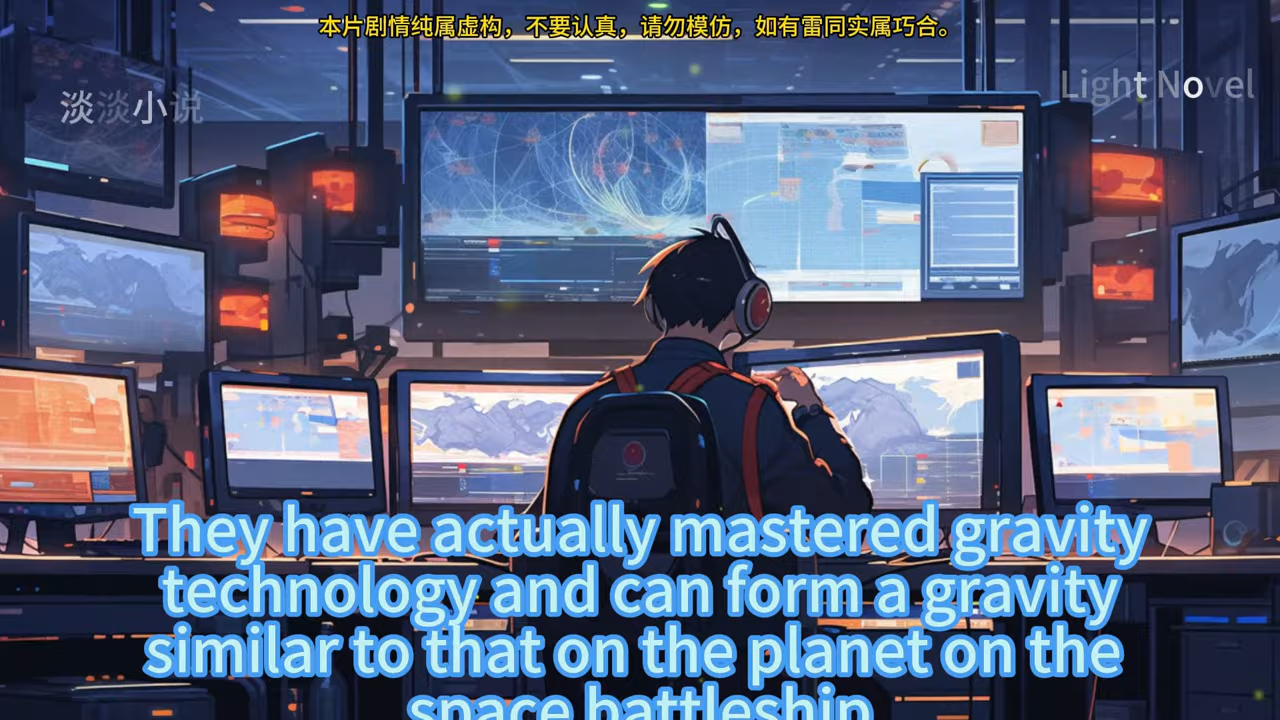 本片剧情纯属虚构，不要认真，请勿模仿，如有雷同实属巧合。
淡淡小说
Light Novel
They have actually mastered gravity
technology and can form a gravity
similar to that on the planet on the
space battleship